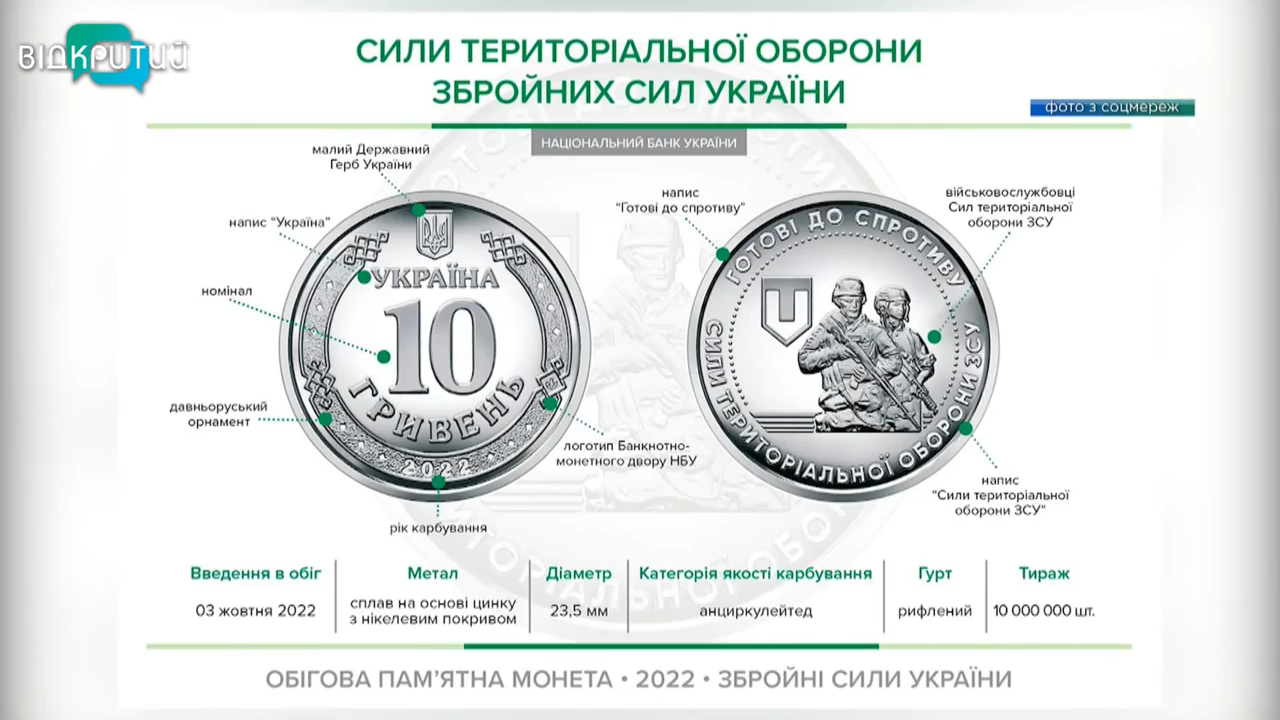 ВІДКРИТИЙ
СИЛИ ТЕРИТОРІАЛЬНОЇ ОБОРОНИ
ЗБРОЙНИХ СИЛ УКРАЇНИ
фото з соцмереж
НАЦІОНАЛЬНИЙ БАНК УКРАЇНИ
малий Державний
Герб України
напис “Україна”
номінал
давньоруський
орнамент
УКРАЇНА
10
ГРИВЕНЬ
2022
рік карбування
логотип Банкнотно-
монетного двору НБУ
напис
“Готові до спротиву”
військовослужбовці
Сил територіальної
оборони ЗСУ
ГОТОВІ ДО СПРОТИВУ
СИЛИ ТЕРИТОРІАЛЬНОЇ ОБОРОНИ ЗСУ
напис
“Сили територіальної
оборони ЗСУ”
Введення в обіг
03 жовтня 2022
Метал
сплав на основі цинку
з нікелевим покривом
Діаметр
23,5 мм
Категорія якості карбування
анциркулейтед
Гурт
рифлений
Тираж
10 000 000 шт.
ОБІГОВА ПАМ’ЯТНА МОНЕТА • 2022 • ЗБРОЙНІ СИЛИ УКРАЇНИ